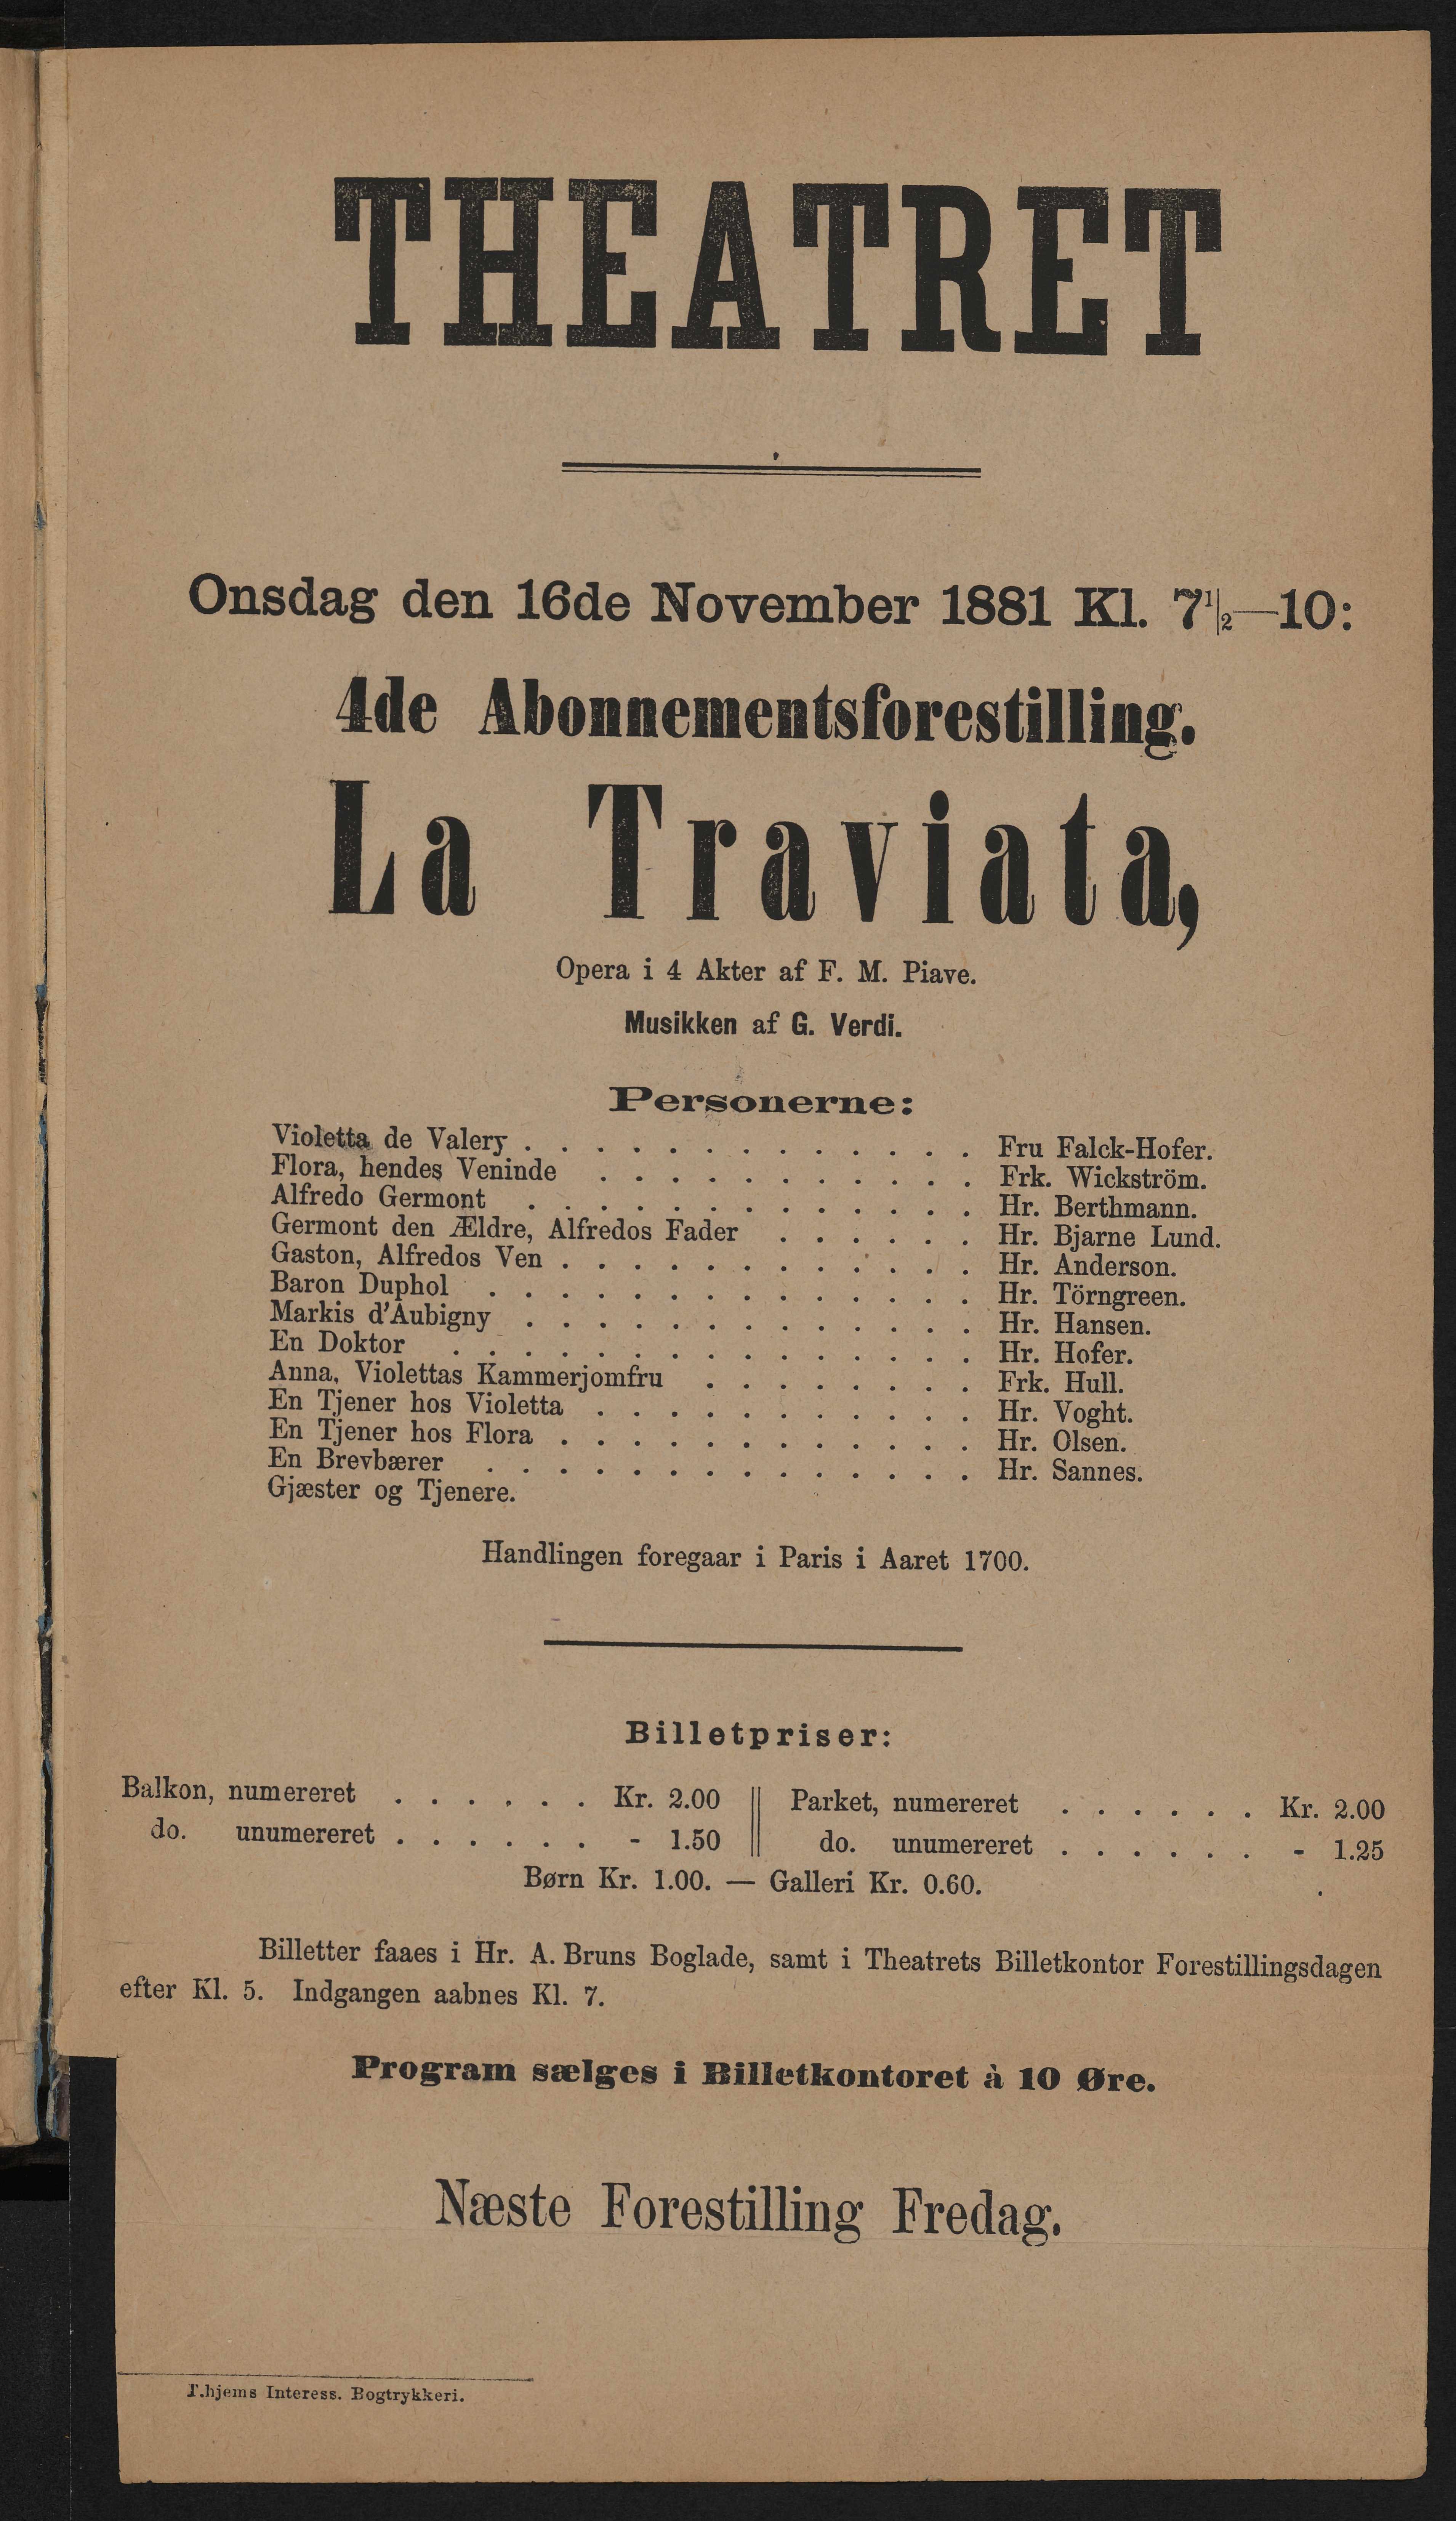 THEATRET
Onsdag den 16de November 1881 Kl. 7½—10:
4de Abonnementsforestilling.
La Traviata,
Opera i 4 Akter af F. M. Piave.
Musikken af G. Verdi.
Personerne:
Violetta de Valery . . . . . . . . . . . . . Fru Falck-Hofer.
Flora, hendes Veninde . . . . . . . . . . . Frk. Wickström.
Alfredo Germont . . . . . . . . . . . . . Hr. Berthmann.
Germont den Ældre, Alfredos Fader . . . . . . Hr. Bjarne Lund.
Gaston, Alfredos Ven . . . . . . . . . . . . Hr. Anderson.
Baron Duphol . . . . . . . . . . . . . . Hr. Törngreen.
Markis d'Aubigny . . . . . . . . . . . . . Hr. Hansen.
En Doktor . . . . . . . . . . . . . . . Hr. Hofer.
Anna, Violettas Kammerjomfru . . . . . . . . Frk. Hull.
En Tjener hos Violetta . . . . . . . . . . . Hr. Voght.
En Tjener hos Flora . . . . . . . . . . . . Hr. Olsen.
En Brevbærer . . . . . . . . . . . . . . Hr. Sannes.
Gjæster og Tjenere.
Handlingen foregaar i Paris i Aaret 1700.
Billetpriser:
Balkon, numereret . . . . . . Kr. 2.00 || Parket, numereret . . . . . . Kr. 2.00
do. unumereret . . . . . . - 1.50 || do. unumereret . . . . . . - 1.25
Børn Kr. 1.00. — Galleri Kr. 0.60.
Billetter faaes i Hr. A. Bruns Boglade, samt i Theatrets Billetkontor Forestillingsdagen
efter Kl. 5. Indgangen aabnes Kl. 7.
Program sælges i Billetkontoret à 10 Øre.
Næste Forestilling Fredag.
T.hjems Interess. Bogtrykkeri.